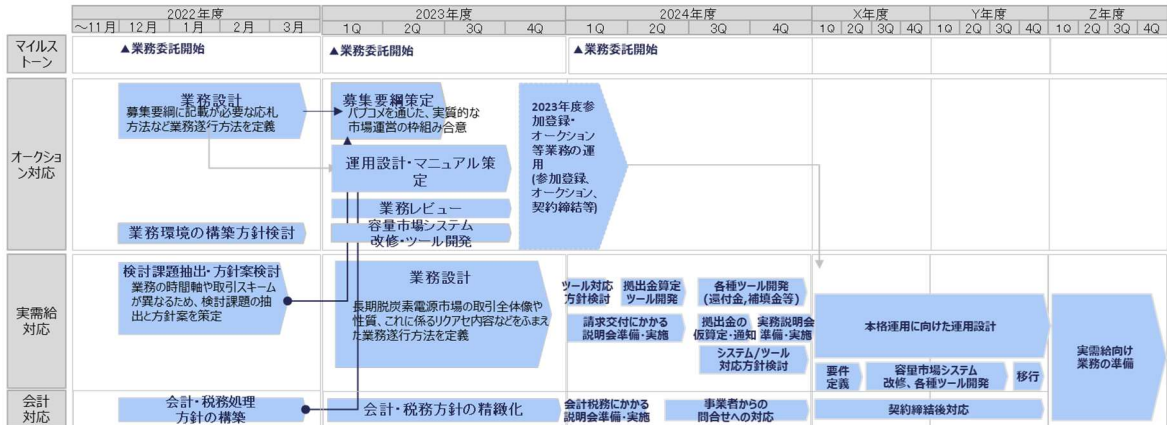 2022年度 2023年度 2024年度 X年度 Y年度 Z年度
～11月 12月 1月 2月 3月 1Q 2Q 3Q 4Q 1Q 2Q 3Q 4Q 1Q 2Q 3Q 4Q 1Q 2Q 3Q 4Q 1Q 2Q 3Q 4Q
マイルス
トーン
▲業務委託開始
▲業務委託開始
▲業務委託開始
オークショ
ン対応
業務設計
募集要綱に記載が必要な応札
方法など業務遂行方法を定義
募集要綱策定
パブコメを通じた、実質的な
市場運営の枠組み合意
運用設計・マニュアル策
定
業務レビュー
容量市場システム
改修・ツール開発
業務環境の構築方針検討
2023年度参
加登録・
オークション
等業務の運
用
(参加登録、
オークション、
契約締結等)
実需給
対応
検討課題抽出・方針案検討
業務の時間軸や取引スキーム
が異なるため、検討課題の抽
出と方針案を策定
業務設計
長期脱炭素電源市場の取引全体像や
性質、これに係るリクアセ内容などをふまえ
た業務遂行方法を定義
ツール対応
方針検討
拠出金算定
ツール開発
各種ツール開発
(還付金,補填金等)
請求交付にかかる
説明会準備・実施
拠出金の
仮算定・通知
実務説明会
準備・実施
システム/ツール
対応方針検討
本格運用に向けた運用設計
要件
定義
容量市場システム
改修、各種ツール開発
移行
実需給向け
業務の準備
会計
対応
会計・税務処理
方針の構築
会計・税務方針の精緻化
会計税務にかかる
説明会準備・実施
事業者からの
問合せへの対応
契約締結後対応